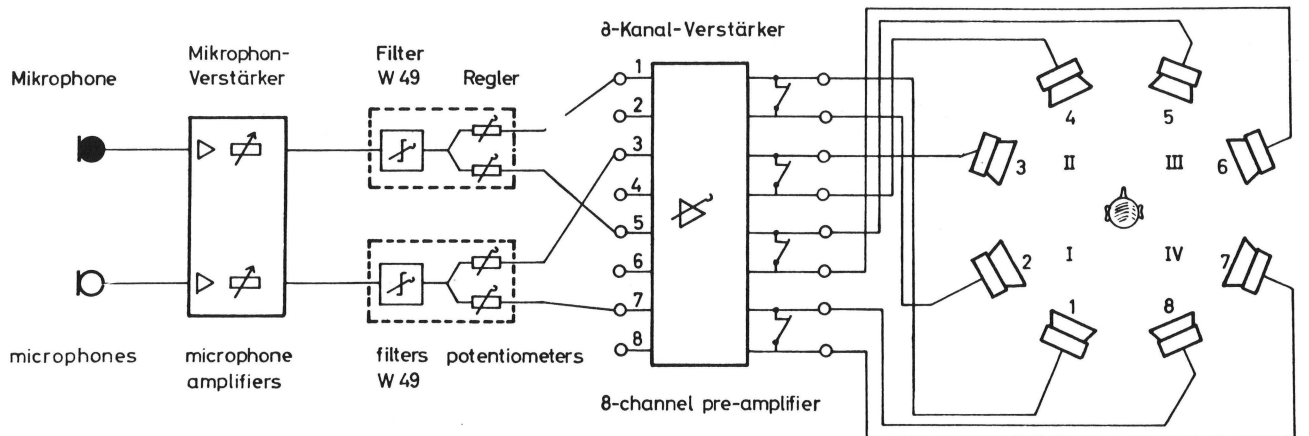 Mikrophone
Mikrophon-
Verstärker
Filter
W 49
Regler
8-Kanal-Verstärker
1
2
3
4
5
6
7
8
microphones
microphone
amplifiers
filters
W 49
potentiometers
8-channel pre-amplifier
4
5
3
II
III
6
2
I
IV
7
1
8